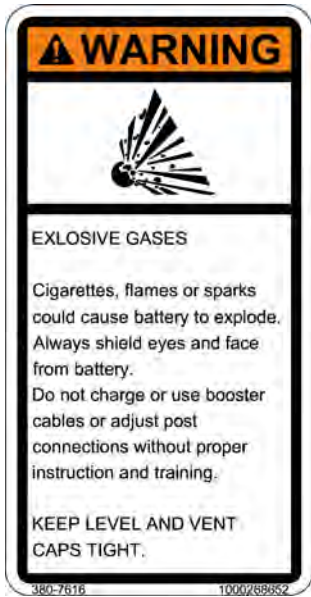 WARNING
EXLOSIVE GASES
Cigarettes, flames or sparks
could cause battery to explode.
Always shield eyes and face
from battery.
Do not charge or use booster
cables or adjust post
connections without proper
instruction and training.
KEEP LEVEL AND VENT
CAPS TIGHT.
380-7616 1000268652